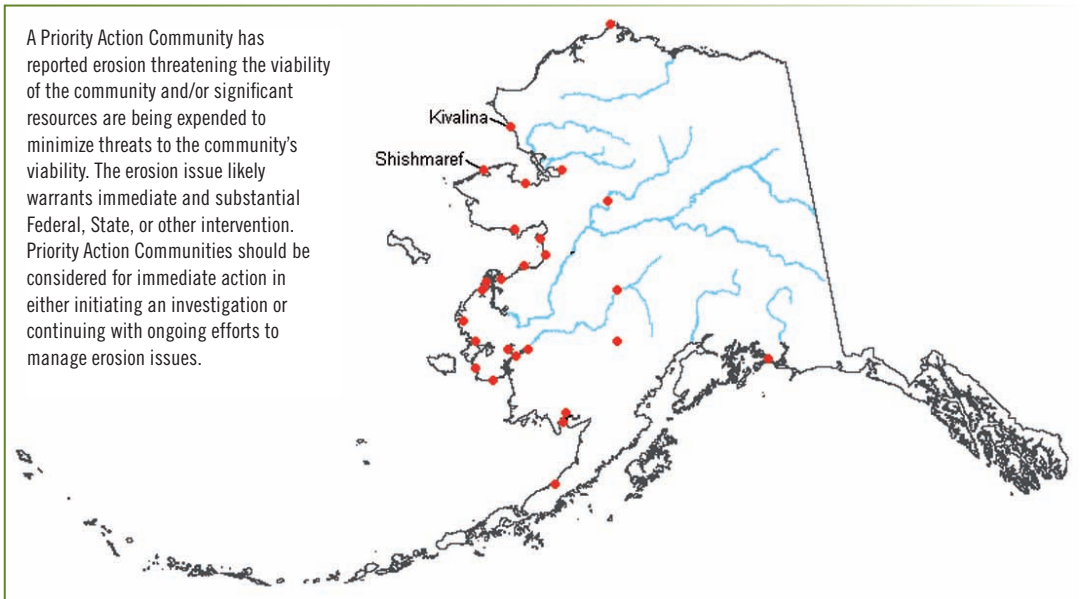 A Priority Action Community has
reported erosion threatening the viability
of the community and/or significant
resources are being expended to
minimize threats to the community's
viability. The erosion issue likely
warrants immediate and substantial
Federal, State, or other intervention.
Priority Action Communities should be
considered for immediate action in
either initiating an investigation or
continuing with ongoing efforts to
manage erosion issues.
Kivalina
Shishmaref